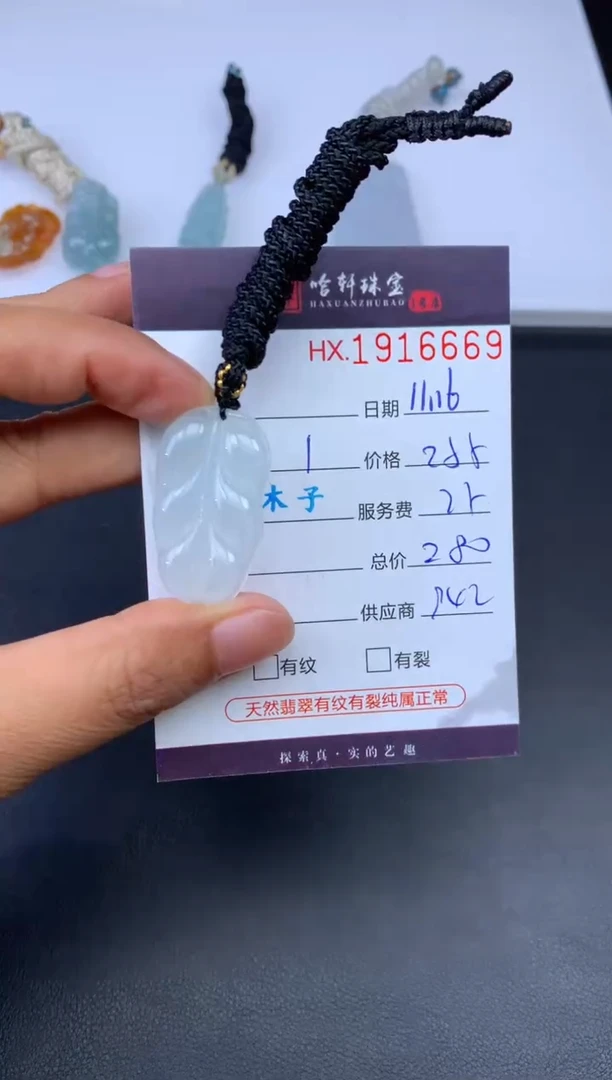 哈轩珠宝
HAXUANZHUBAO
HX.1916669
日期 11.16
1 价格 255
木子 服务费 25
总价 280
供应商
有纹 有裂
天然翡翠有纹有裂纯属正常
探索真·实的艺趣